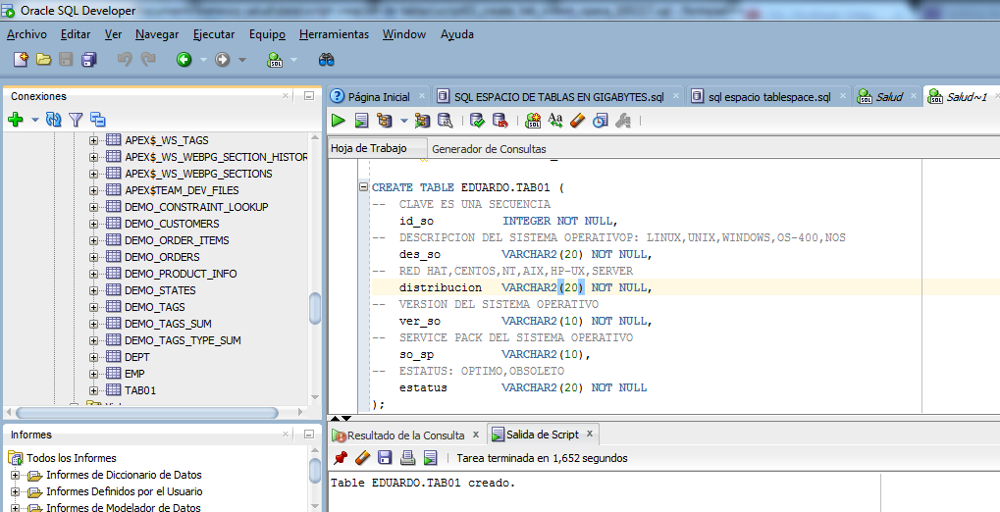 Oracle SQL Developer
Archivo Editar Ver Navegar Ejecutar Equipo Herramientas Window Ayuda
SQL
Conexiones
APEX$_WS_TAGS
APEX$_WS_WEBPG_SECTION_HISTOR
APEX$_WS_WEBPG_SECTIONS
APEX$TEAM_DEV_FILES
DEMO_CONSTRAINT_LOOKUP
DEMO_CUSTOMERS
DEMO_ORDER_ITEMS
DEMO_ORDERS
DEMO_PRODUCT_INFO
DEMO_STATES
DEMO_TAGS
DEMO_TAGS_SUM
DEMO_TAGS_TYPE_SUM
DEPT
EMP
TAB01
Informes
Todos los Informes
Informes de Diccionario de Datos
Informes Definidos por el Usuario
Informes de Modelador de Datos
Página Inicial SQL ESPACIO DE TABLAS EN GIGABYTES.sql sql espacio tablespace.sql Salud Salud~1
Hoja de Trabajo Generador de Consultas
CREATE TABLE EDUARDO.TAB01 (
-- CLAVE ES UNA SECUENCIA
id_so INTEGER NOT NULL,
-- DESCRIPCION DEL SISTEMA OPERATIVOP: LINUX,UNIX,WINDOWS,OS-400,NOS
des_so VARCHAR2(20) NOT NULL,
-- RED HAT,CENTOS,NT,AIX,HP-UX,SERVER
distribucion VARCHAR2(20) NOT NULL,
-- VERSION DEL SISTEMA OPERATIVO
ver_so VARCHAR2(10) NOT NULL,
-- SERVICE PACK DEL SISTEMA OPERATIVO
so_sp VARCHAR2(10),
-- ESTATUS: OPTIMO,OBSOLETO
estatus VARCHAR2(20) NOT NULL
);
Resultado de la Consulta Salida de Script
Tarea terminada en 1,652 segundos
Table EDUARDO.TAB01 creado.